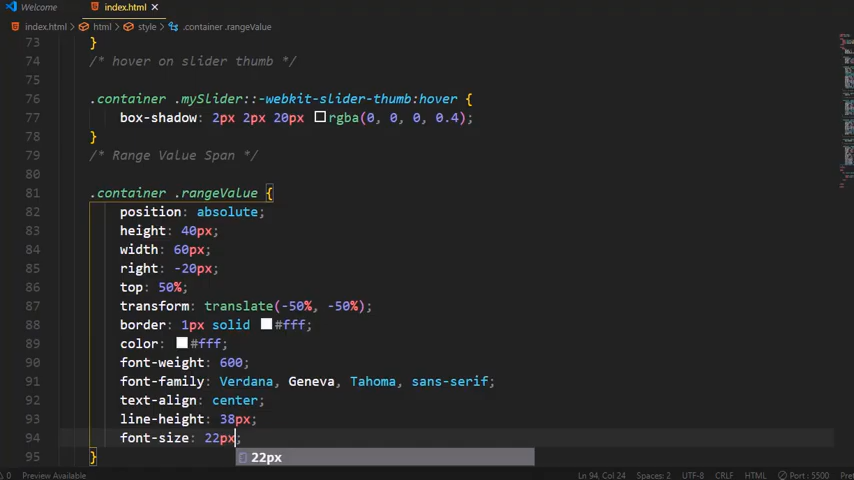 Welcome
index.html
index.html > html > style > .container .rangeValue
73 }
74 /* hover on slider thumb */
75
76 .container .mySlider::-webkit-slider-thumb:hover {
77 box-shadow: 2px 2px 20px rgba(0, 0, 0, 0.4);
78 }
79 /* Range Value Span */
80
81 .container .rangeValue {
82 position: absolute;
83 height: 40px;
84 width: 60px;
85 right: -20px;
86 top: 50%;
87 transform: translate(-50%, -50%);
88 border: 1px solid #fff;
89 color: #fff;
90 font-weight: 600;
91 font-family: Verdana, Geneva, Tahoma, sans-serif;
92 text-align: center;
93 line-height: 38px;
94 font-size: 22px;
22px
95 }
0 Preview Available Ln 94, Col 24 Spaces: 2 UTF-8 CRLF HTML Port : 5500